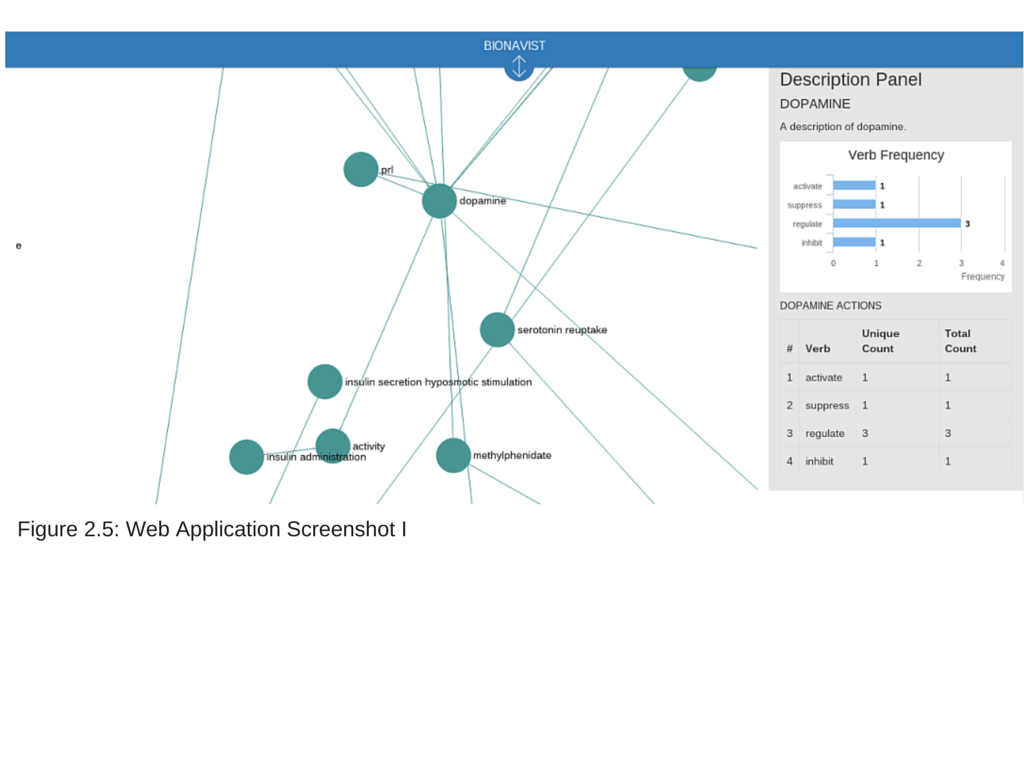 BIONAVIST
prl
dopamine
e
serotonin reuptake
insulin secretion hyposmotic stimulation
activity
insulin administration
methylphenidate
Description Panel
DOPAMINE
A description of dopamine.
Verb Frequency
activate 1
suppress 1
regulate 3
inhibit 1
0 1 2 3 4
Frequency
DOPAMINE ACTIONS
# Verb Unique Count Total Count
1 activate 1 1
2 suppress 1 1
3 regulate 3 3
4 inhibit 1 1
Figure 2.5: Web Application Screenshot I